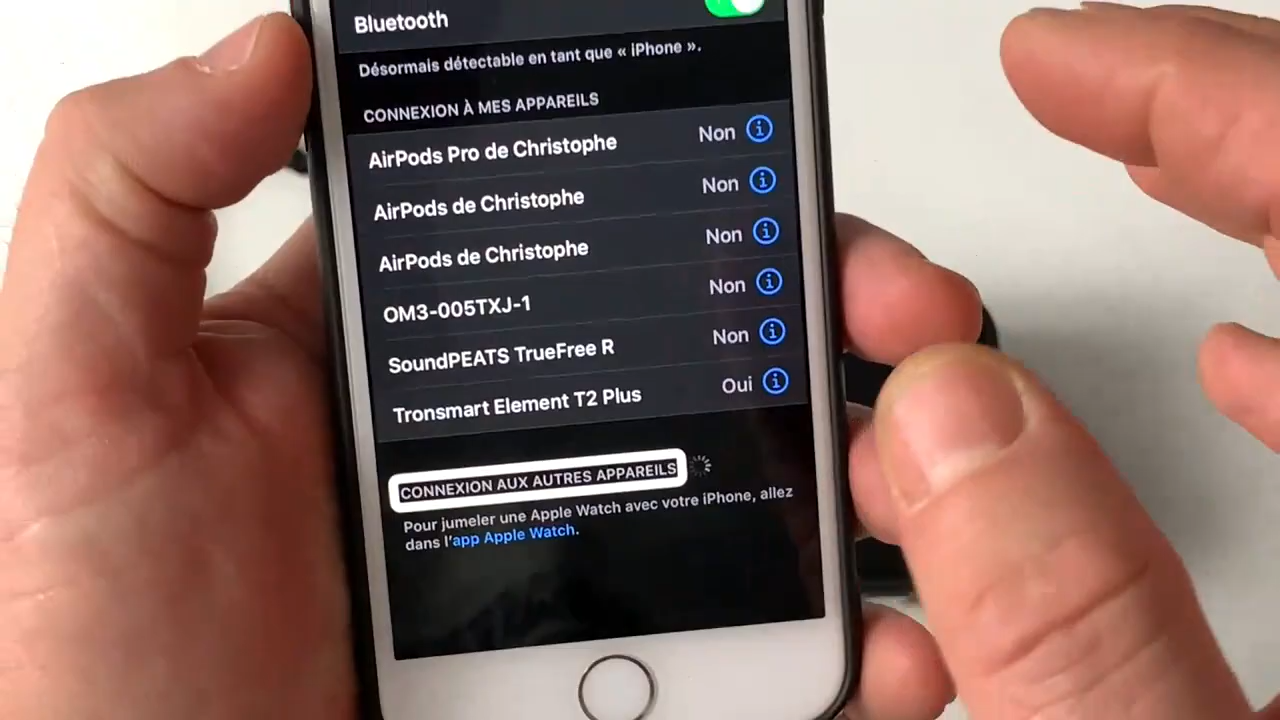 Bluetooth
Désormais détectable en tant que « iPhone ».
CONNEXION À MES APPAREILS
AirPods Pro de Christophe Non
AirPods de Christophe Non
AirPods de Christophe Non
OM3-005TXJ-1 Non
SoundPEATS TrueFree R Non
Tronsmart Element T2 Plus Oui
CONNEXION AUX AUTRES APPAREILS
Pour jumeler une Apple Watch avec votre iPhone, allez
dans l'app Apple Watch.